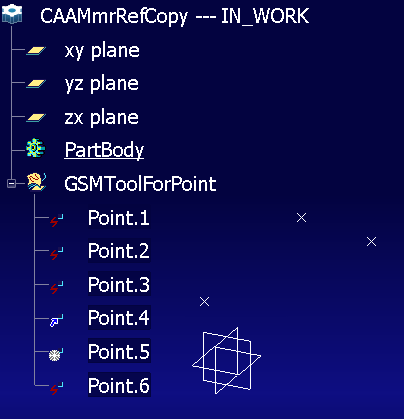 CAAMmrRefCopy --- IN_WORK
xy plane
yz plane
zx plane
PartBody
GSMToolForPoint
Point.1
Point.2
Point.3
Point.4
Point.5
Point.6